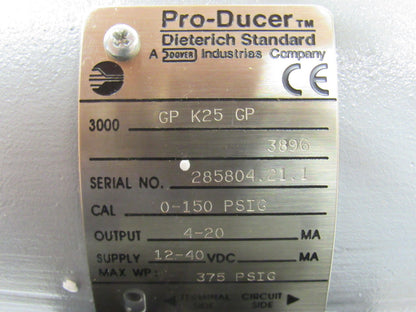 Pro-Ducer™
Dieterich Standard
A DOVER Industries Company
CE
3000 GP K25 GP
3896
SERIAL NO. 285804.21.1
CAL 0-150 PSIG
OUTPUT 4-20 MA
SUPPLY 12-40 VDC MA
MAX WP: 375 PSIG
◄ TERMINAL SIDE CIRCUIT SIDE ►